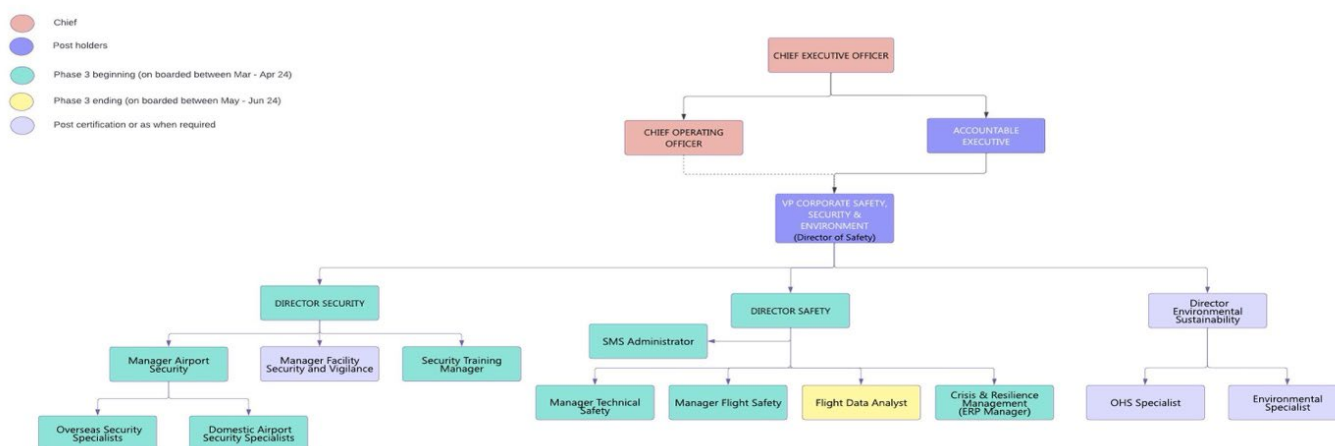 Chief
Post holders
Phase 3 beginning (on boarded between Mar - Apr 24)
Phase 3 ending (on boarded between May - Jun 24)
Post certification or as when required
CHIEF EXECUTIVE OFFICER
CHIEF OPERATING
OFFICER
ACCOUNTABLE
EXECUTIVE
VP CORPORATE SAFETY,
SECURITY &
ENVIRONMENT
(Director of Safety)
DIRECTOR SECURITY
DIRECTOR SAFETY
Director
Environmental
Sustainability
SMS Administrator
Manager Airport
Security
Manager Facility
Security and Vigilance
Security Training
Manager
Manager Technical
Safety
Manager Flight Safety
Flight Data Analyst
Crisis & Resilience
Management
(ERP Manager)
OHS Specialist
Environmental
Specialist
Overseas Security
Specialists
Domestic Airport
Security Specialists